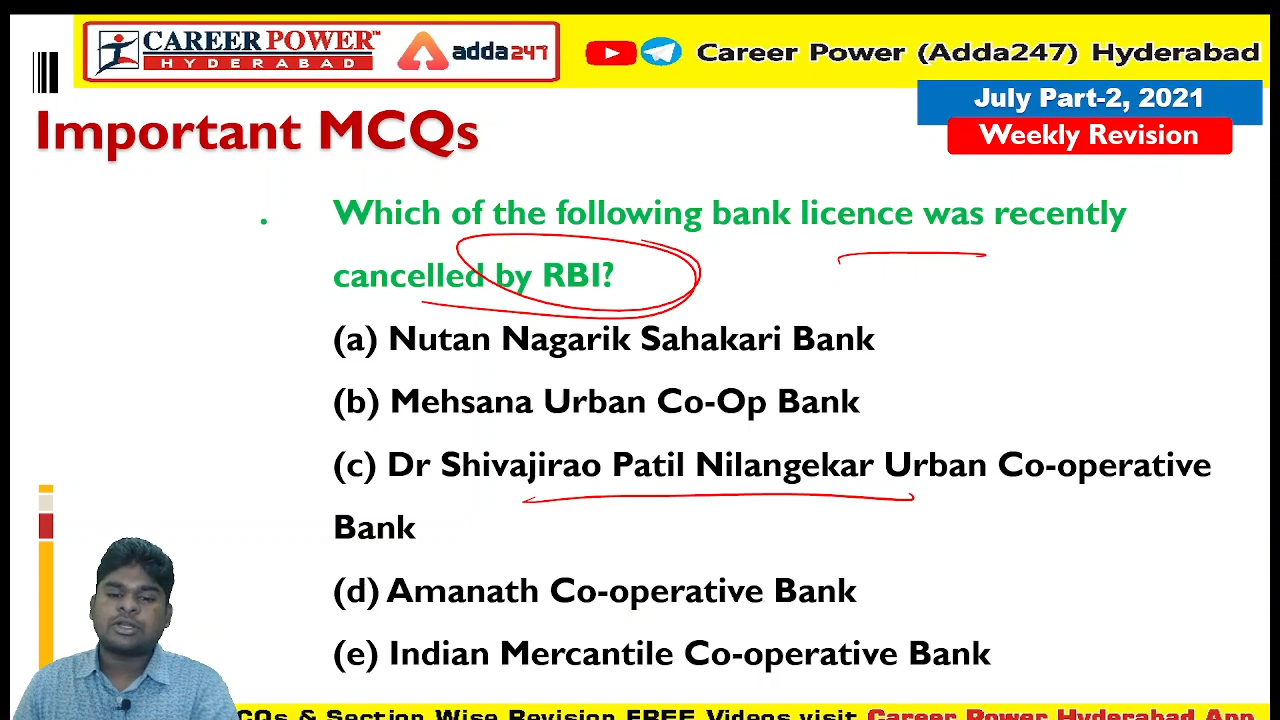 CAREER POWER™
HYDERABAD
adda247
Career Power (Adda247) Hyderabad
July Part-2, 2021
Weekly Revision
Important MCQs
. Which of the following bank licence was recently
cancelled by RBI?
(a) Nutan Nagarik Sahakari Bank
(b) Mehsana Urban Co-Op Bank
(c) Dr Shivajirao Patil Nilangekar Urban Co-operative
Bank
(d) Amanath Co-operative Bank
(e) Indian Mercantile Co-operative Bank
CQs & Section Wise Revision FREE Videos visit Career Power Hyderabad App